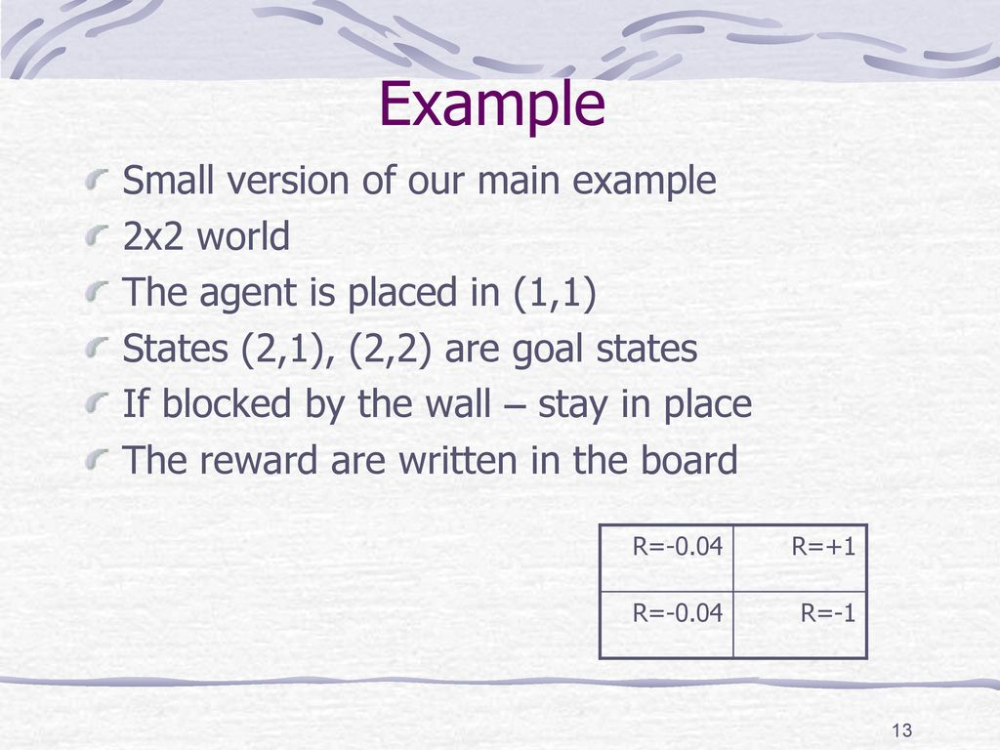 Example
Small version of our main example
2x2 world
The agent is placed in (1,1)
States (2,1), (2,2) are goal states
If blocked by the wall – stay in place
The reward are written in the board
R=-0.04 R=+1
R=-0.04 R=-1
13